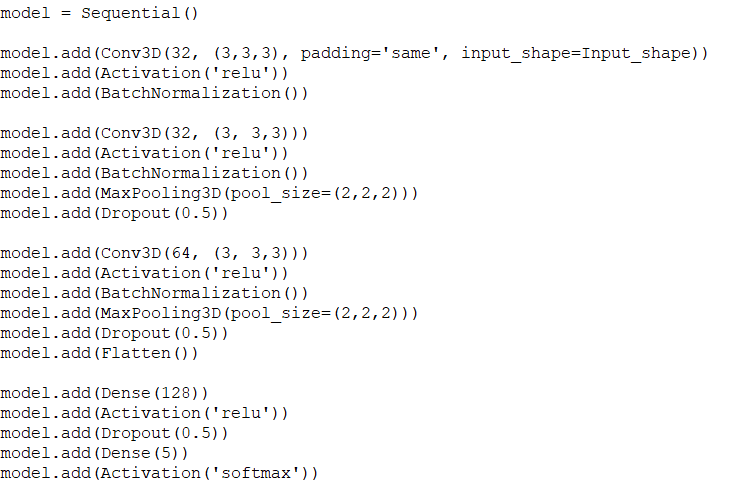 model = Sequential()
model.add(Conv3D(32, (3,3,3), padding='same', input_shape=Input_shape))
model.add(Activation('relu'))
model.add(BatchNormalization())
model.add(Conv3D(32, (3, 3,3)))
model.add(Activation('relu'))
model.add(BatchNormalization())
model.add(MaxPooling3D(pool_size=(2,2,2)))
model.add(Dropout(0.5))
model.add(Conv3D(64, (3, 3,3)))
model.add(Activation('relu'))
model.add(BatchNormalization())
model.add(MaxPooling3D(pool_size=(2,2,2)))
model.add(Dropout(0.5))
model.add(Flatten())
model.add(Dense(128))
model.add(Activation('relu'))
model.add(Dropout(0.5))
model.add(Dense(5))
model.add(Activation('softmax'))